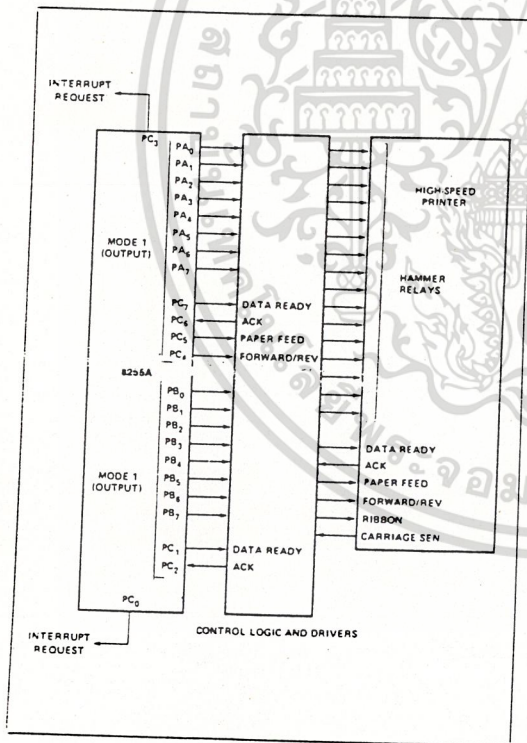 INTERRUPT
REQUEST
PC3
PA0
PA1
PA2
PA3
PA4
PA5
PA6
PA7
MODE 1
(OUTPUT)
PC7
PC6
PC5
PC4
8255A
PB0
PB1
PB2
PB3
PB4
PB5
PB6
PB7
MODE 1
(OUTPUT)
PC1
PC2
PC0
INTERRUPT
REQUEST
DATA READY
ACK
PAPER FEED
FORWARD/REV
DATA READY
ACK
CONTROL LOGIC AND DRIVERS
HIGH-SPEED
PRINTER
HAMMER
RELAYS
DATA READY
ACK
PAPER FEED
FORWARD/REV
RIBBON
CARRIAGE SEN